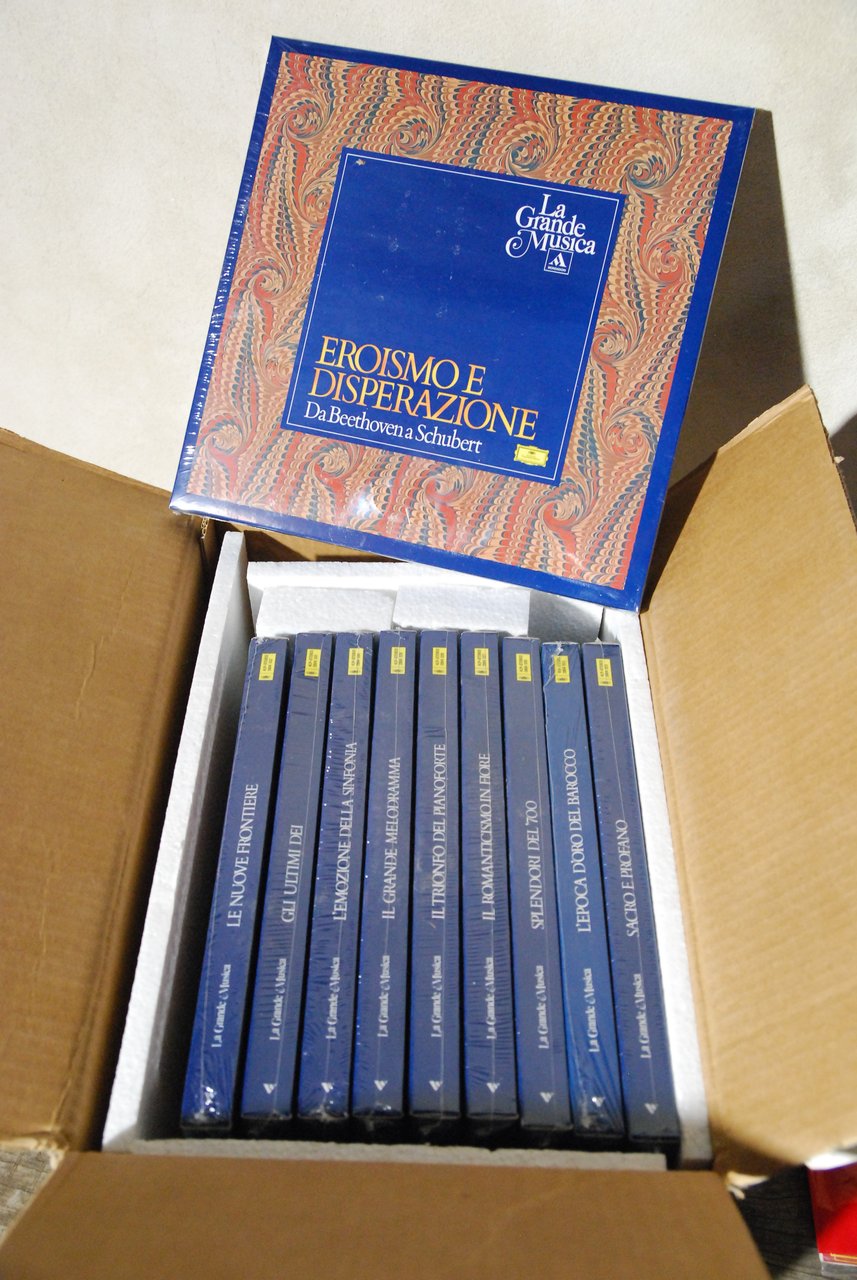 La
Grande
Musica
MONDADORI
EROISMO E
DISPERAZIONE
Da Beethoven a Schubert
La Grande Musica LE NUOVE FRONTIERE
La Grande Musica GLI ULTIMI DEI
La Grande Musica L'EMOZIONE DELLA SINFONIA
La Grande Musica IL GRANDE MELODRAMMA
La Grande Musica IL TRIONFO DEL PIANOFORTE
La Grande Musica IL ROMANTICISMO IN FIORE
La Grande Musica SPLENDORI DEL 700
La Grande Musica L'EPOCA D'ORO DEL BAROCCO
La Grande Musica SACRO E PROFANO